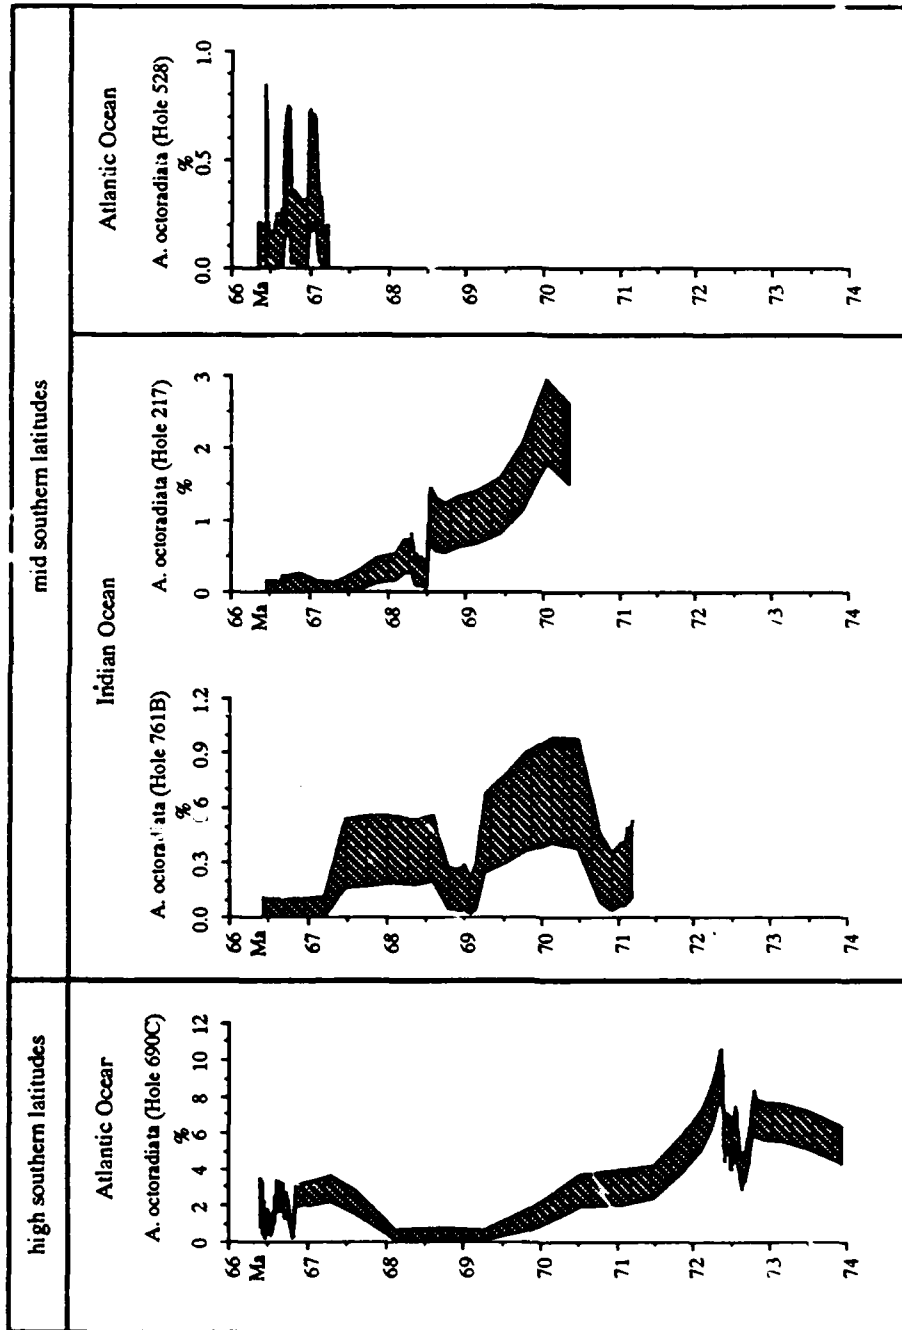 high southern latitudes
mid southern latitudes
Atlantic Ocear
Indian Ocean
Atlantic Ocean
A. octoradiata (Hole 690C)
%
0 2 4 6 8 10 12
66
Ma
67
68
69
70
71
72
73
74
A. (Hole 761B)
%
0.0 0.3 0.9 1.2
66
Ma
67
68
69
70
71
72
73
74
A. octoradiata (Hole 217)
%
0 1 2 3
66
Ma
67
68
69
70
71
72
74
A. octoradiata (Hole 528)
%
0.0 0.5 1.0
66
Ma
67
68
69
70
71
72
73
74